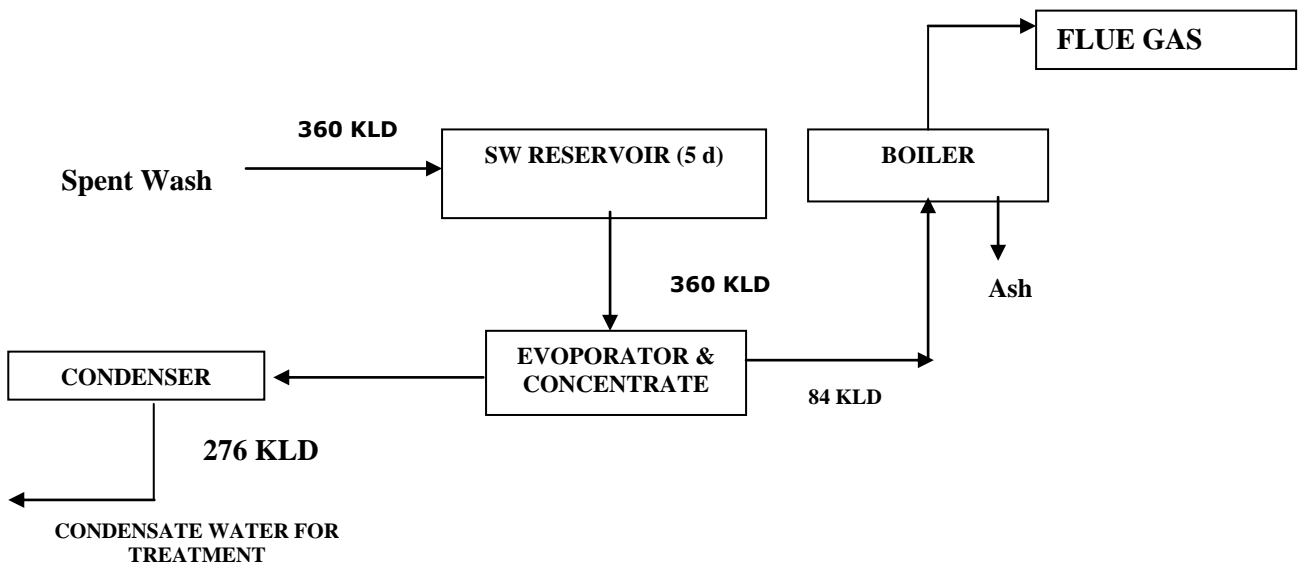 FLUE GAS
360 KLD
SW RESERVOIR (5 d)
BOILER
Spent Wash
360 KLD
Ash
EVOPORATOR &
CONCENTRATE
CONDENSER
84 KLD
276 KLD
CONDENSATE WATER FOR
TREATMENT